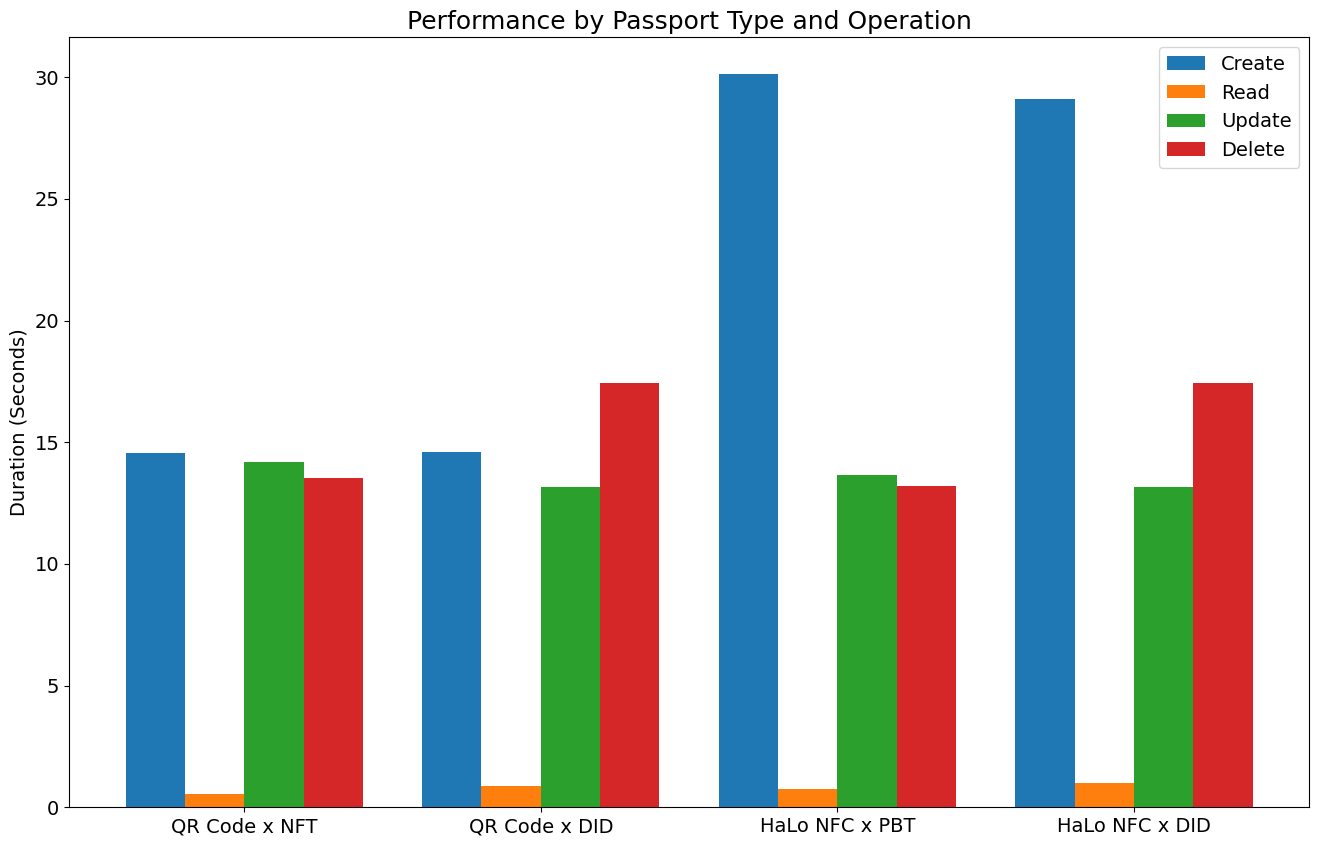 Performance by Passport Type and Operation
Create
Read
Update
Delete
Duration (Seconds)
30
25
20
15
10
5
0
QR Code x NFT
QR Code x DID
HaLo NFC x PBT
HaLo NFC x DID